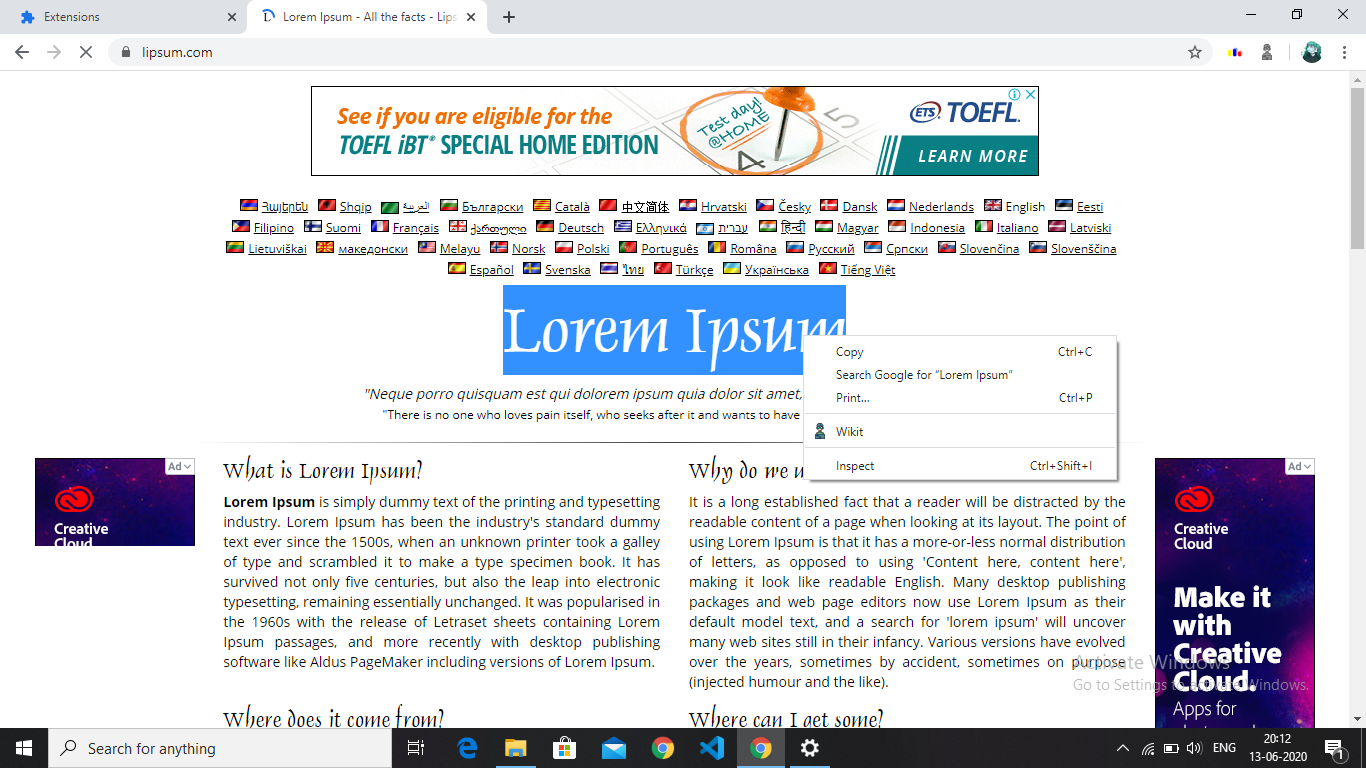 Extensions
Lorem Ipsum - All the facts - Lips
lipsum.com
See if you are eligible for the
TOEFL iBT® SPECIAL HOME EDITION
Test day!
@HOME
4
5
ETS TOEFL.
LEARN MORE
Հայերեն Shqip العربية Български Català 中文简体 Hrvatski Česky Dansk Nederlands English Eesti
Filipino Suomi Français ქართული Deutsch Ελληνικά עברית हिन्दी Magyar Indonesia Italiano Latviski
Lietuviškai македонски Melayu Norsk Polski Português Româna Русский Српски Slovenčina Slovenščina
Español Svenska ไทย Türkçe Українська Tiếng Việt
Lorem Ipsum
"Neque porro quisquam est qui dolorem ipsum quia dolor sit amet,
"There is no one who loves pain itself, who seeks after it and wants to have
Copy Ctrl+C
Search Google for “Lorem Ipsum”
Print... Ctrl+P
Wikit
Inspect Ctrl+Shift+I
Ad
Creative
Cloud
What is Lorem Ipsum?
Lorem Ipsum is simply dummy text of the printing and typesetting
industry. Lorem Ipsum has been the industry's standard dummy
text ever since the 1500s, when an unknown printer took a galley
of type and scrambled it to make a type specimen book. It has
survived not only five centuries, but also the leap into electronic
typesetting, remaining essentially unchanged. It was popularised in
the 1960s with the release of Letraset sheets containing Lorem
Ipsum passages, and more recently with desktop publishing
software like Aldus PageMaker including versions of Lorem Ipsum.
Where does it come from?
Why do we u
It is a long established fact that a reader will be distracted by the
readable content of a page when looking at its layout. The point of
using Lorem Ipsum is that it has a more-or-less normal distribution
of letters, as opposed to using 'Content here, content here',
making it look like readable English. Many desktop publishing
packages and web page editors now use Lorem Ipsum as their
default model text, and a search for 'lorem ipsum' will uncover
many web sites still in their infancy. Various versions have evolved
over the years, sometimes by accident, sometimes on purpose
(injected humour and the like).
Where can I get some?
Ad
Creative
Cloud
Make it
with
Creative
Cloud.
Apps for
Activate Windows
Go to Settings to activate Windows.
Search for anything
ENG
20:12
13-06-2020
1